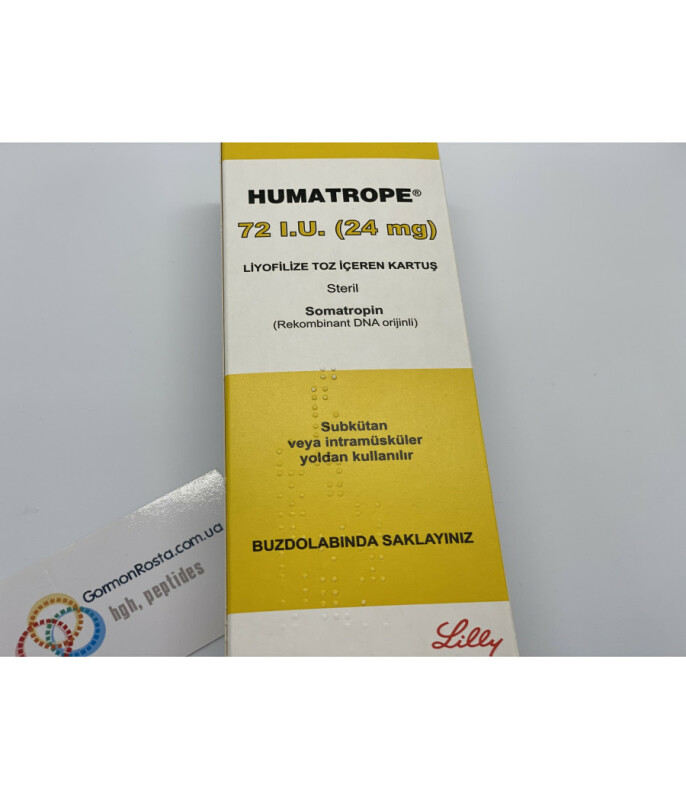 HUMATROPE®
72 I.U. (24 mg)
LİYOFİLİZE TOZ İÇEREN KARTUŞ
Steril
Somatropin
(Rekombinant DNA orijinli)
Subkütan
veya intramüsküler
yoldan kullanılır
BUZDOLABINDA SAKLAYINIZ
Lilly
GormonRosta.com.ua
hgh, peptides